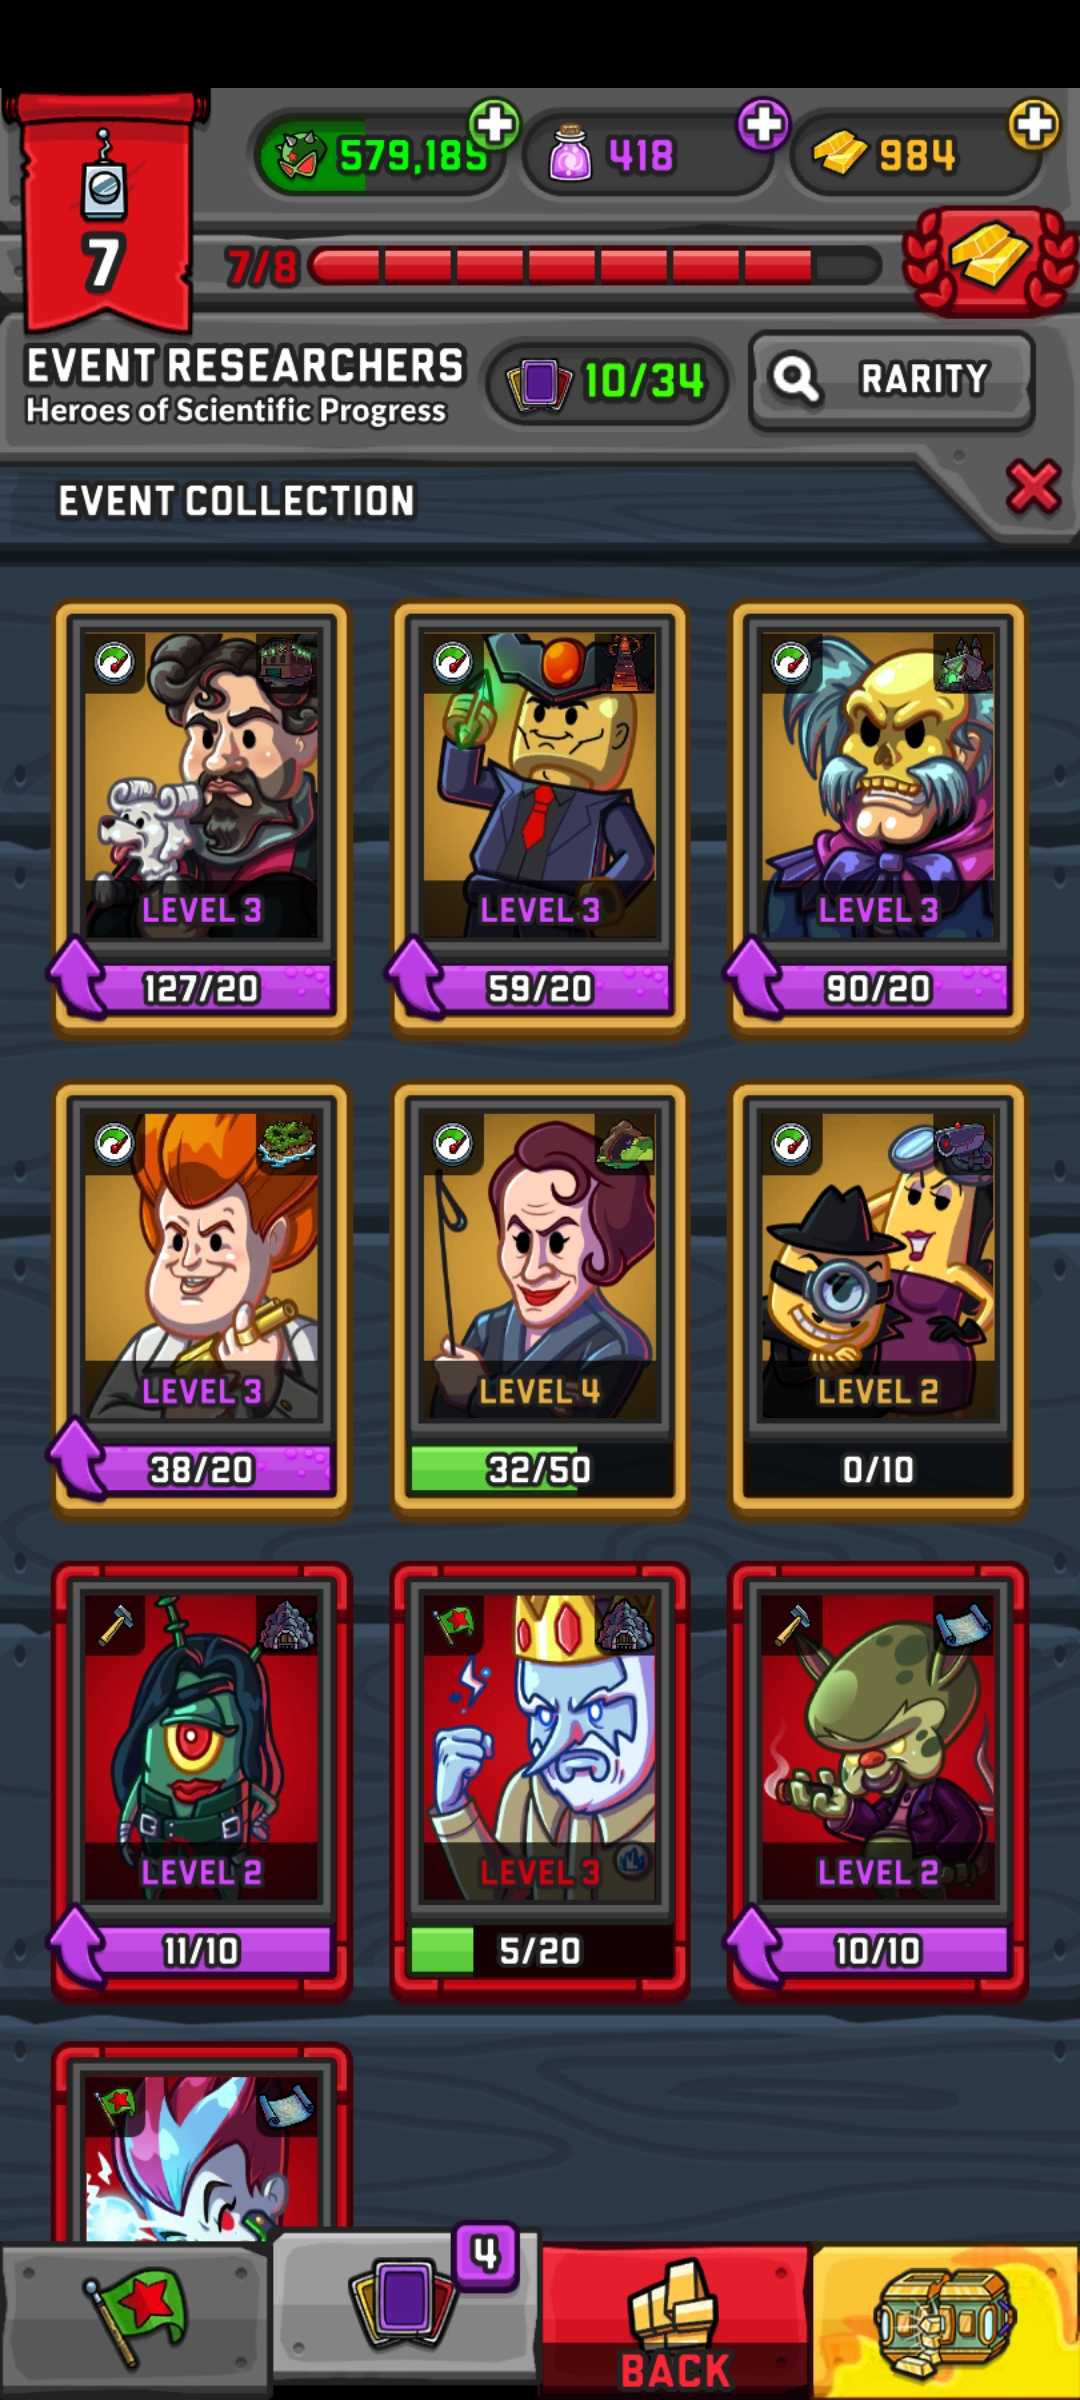 579,185
418
984
7
7/8
EVENT RESEARCHERS
Heroes of Scientific Progress
10/34
RARITY
EVENT COLLECTION
LEVEL 3
LEVEL 3
LEVEL 3
127/20
59/20
90/20
LEVEL 3
LEVEL 4
LEVEL 2
38/20
32/50
0/10
LEVEL 2
LEVEL 3
LEVEL 2
11/10
5/20
10/10
4
BACK